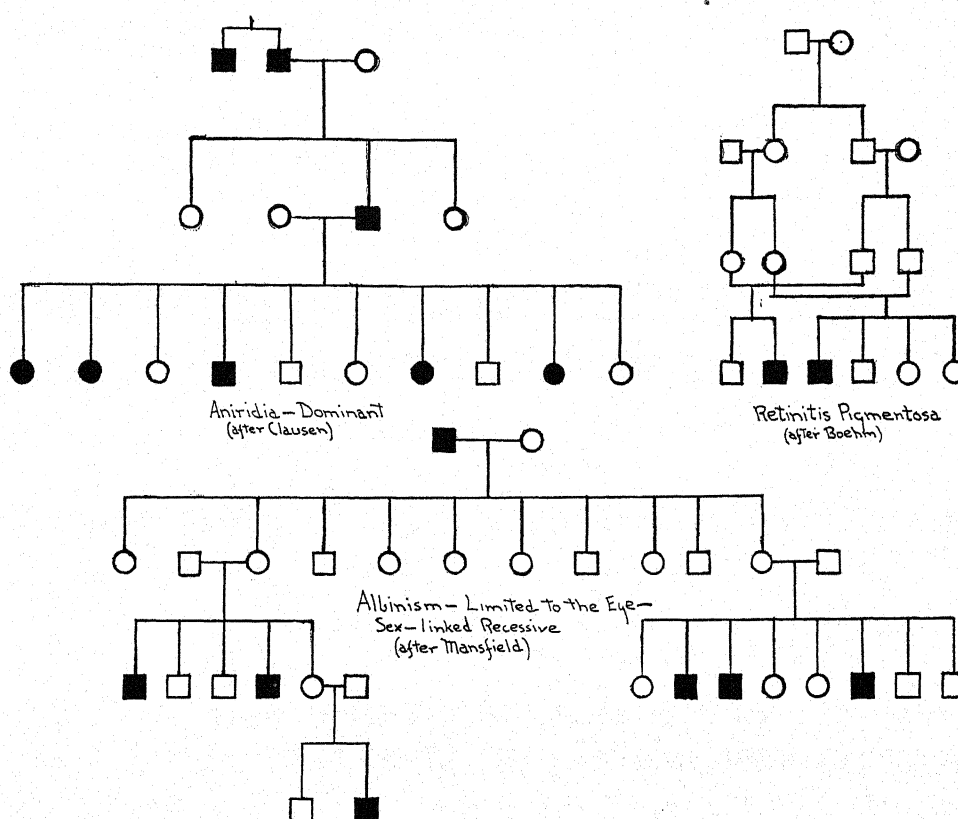 Aniridia – Dominant
(after Clausen)
Retinitis Pigmentosa
(after Boehm)
Albinism – Limited to the Eye –
Sex-linked Recessive
(after Mansfield)